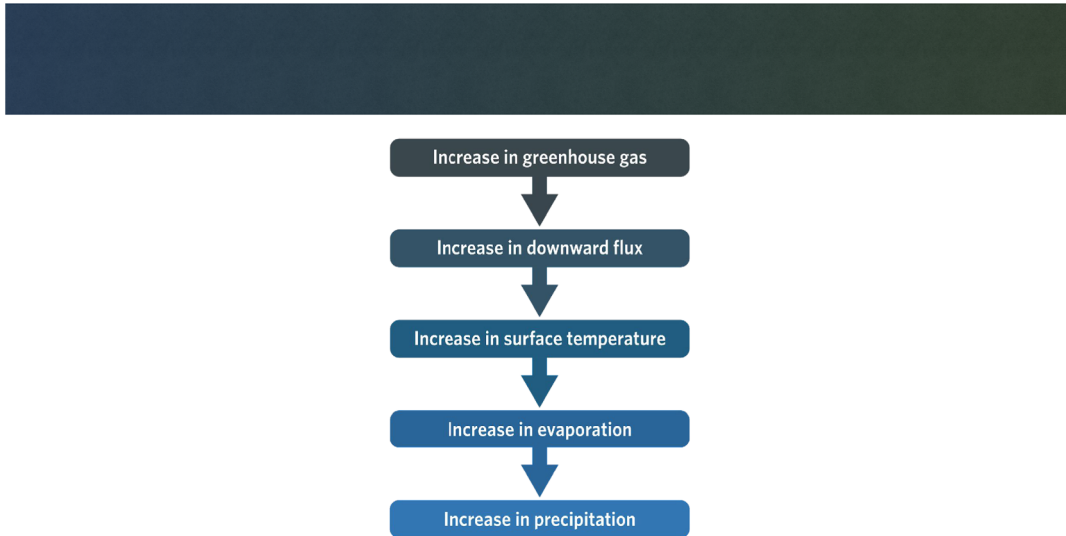 Increase in greenhouse gas
Increase in downward flux
Increase in surface temperature
Increase in evaporation
Increase in precipitation